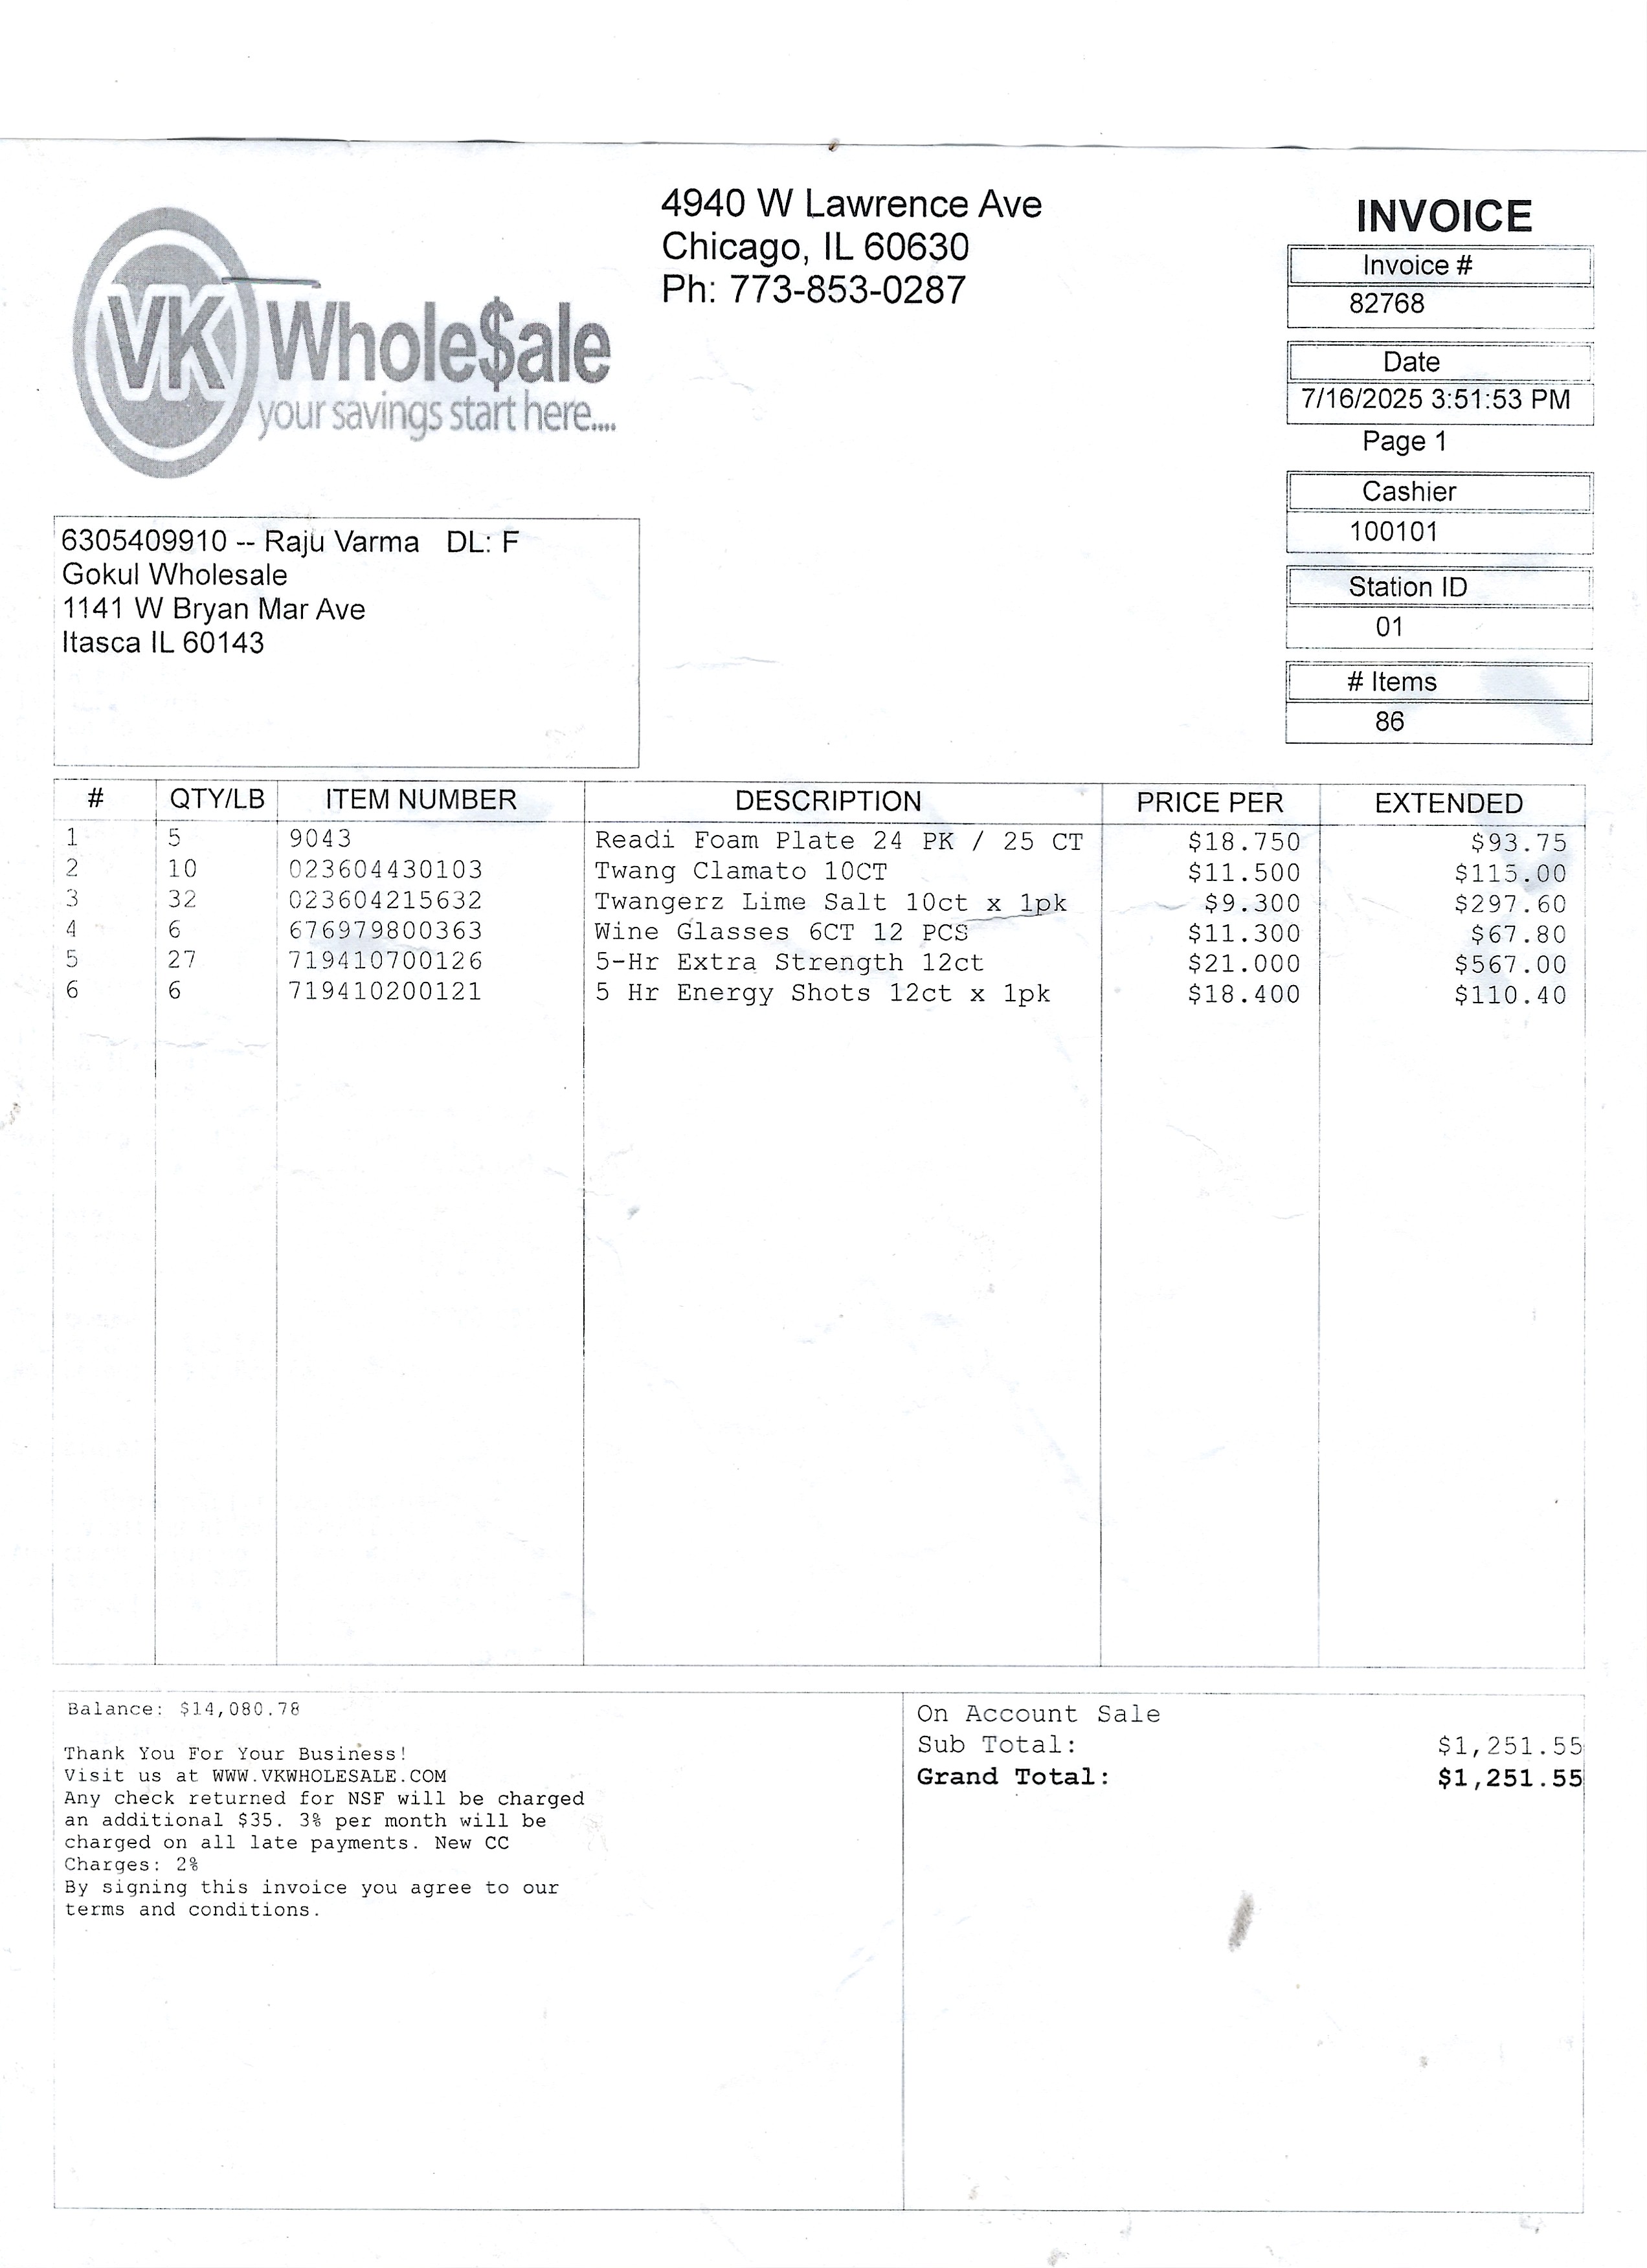 4940 W Lawrence Ave
Chicago, IL 60630
Ph: 773-853-0287
INVOICE
Invoice #
82768
Date
7/16/2025 3:51:53 PM
Page 1
Cashier
100101
Station ID
01
# Items
86
VK Whole$ale
your savings start here....
6305409910 -- Raju Varma DL: F
Gokul Wholesale
1141 W Bryan Mar Ave
Itasca IL 60143
# QTY/LB ITEM NUMBER DESCRIPTION PRICE PER EXTENDED
1 5 9043 Readi Foam Plate 24 PK / 25 CT $18.750 $93.75
2 10 023604430103 Twang Clamato 10CT $11.500 $115.00
3 32 023604215632 Twangerz Lime Salt 10ct x 1pk $9.300 $297.60
4 6 676979800363 Wine Glasses 6CT 12 PCS $11.300 $67.80
5 27 719410700126 5-Hr Extra Strength 12ct $21.000 $567.00
6 6 719410200121 5 Hr Energy Shots 12ct x 1pk $18.400 $110.40
Balance: $14,080.78
Thank You For Your Business!
Visit us at WWW.VKWHOLESALE.COM
Any check returned for NSF will be charged
an additional $35. 3% per month will be
charged on all late payments. New CC
Charges: 2%
By signing this invoice you agree to our
terms and conditions.
On Account Sale
Sub Total: $1,251.55
Grand Total: $1,251.55